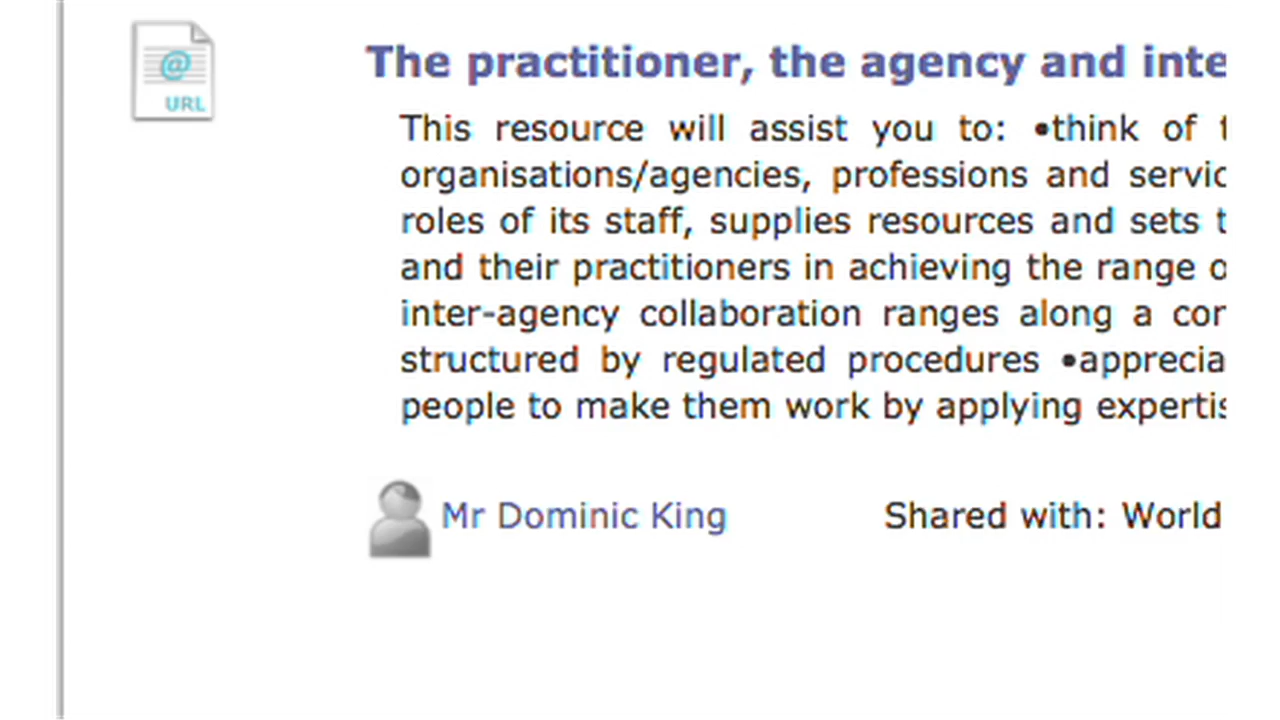 @
URL
The practitioner, the agency and inte
This resource will assist you to: •think of t
organisations/agencies, professions and servic
roles of its staff, supplies resources and sets t
and their practitioners in achieving the range o
inter-agency collaboration ranges along a con
structured by regulated procedures •apprecia
people to make them work by applying expertis
Mr Dominic King Shared with: World